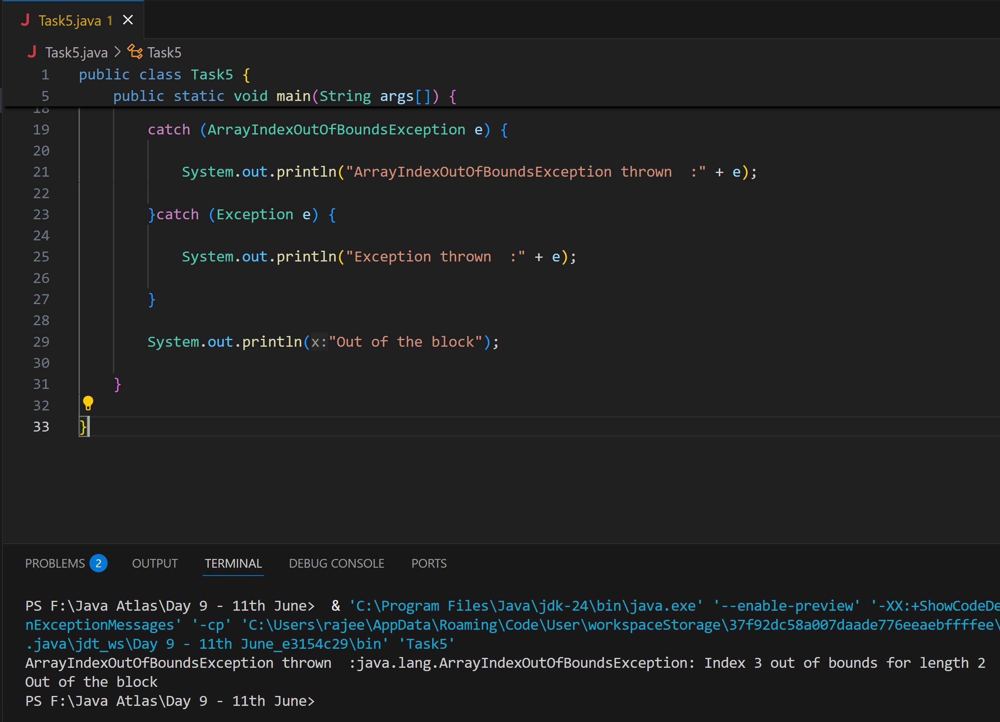 J Task5.java 1
J Task5.java > Task5
1 public class Task5 {
5 public static void main(String args[]) {
18
19 catch (ArrayIndexOutOfBoundsException e) {
20
21 System.out.println("ArrayIndexOutOfBoundsException thrown  :" + e);
22
23 }catch (Exception e) {
24
25 System.out.println("Exception thrown  :" + e);
26
27 }
28
29 System.out.println(x:"Out of the block");
30
31 }
32
33 }
PROBLEMS 2 OUTPUT TERMINAL DEBUG CONSOLE PORTS
PS F:\Java Atlas\Day 9 - 11th June>  & 'C:\Program Files\Java\jdk-24\bin\java.exe' '--enable-preview' '-XX:+ShowCodeDe
nExceptionMessages' '-cp' 'C:\Users\rajee\AppData\Roaming\Code\User\workspaceStorage\37f92dc58a007daade776eeaebffffee\
.java\jdt_ws\Day 9 - 11th June_e3154c29\bin' 'Task5'
ArrayIndexOutOfBoundsException thrown  :java.lang.ArrayIndexOutOfBoundsException: Index 3 out of bounds for length 2
Out of the block
PS F:\Java Atlas\Day 9 - 11th June>